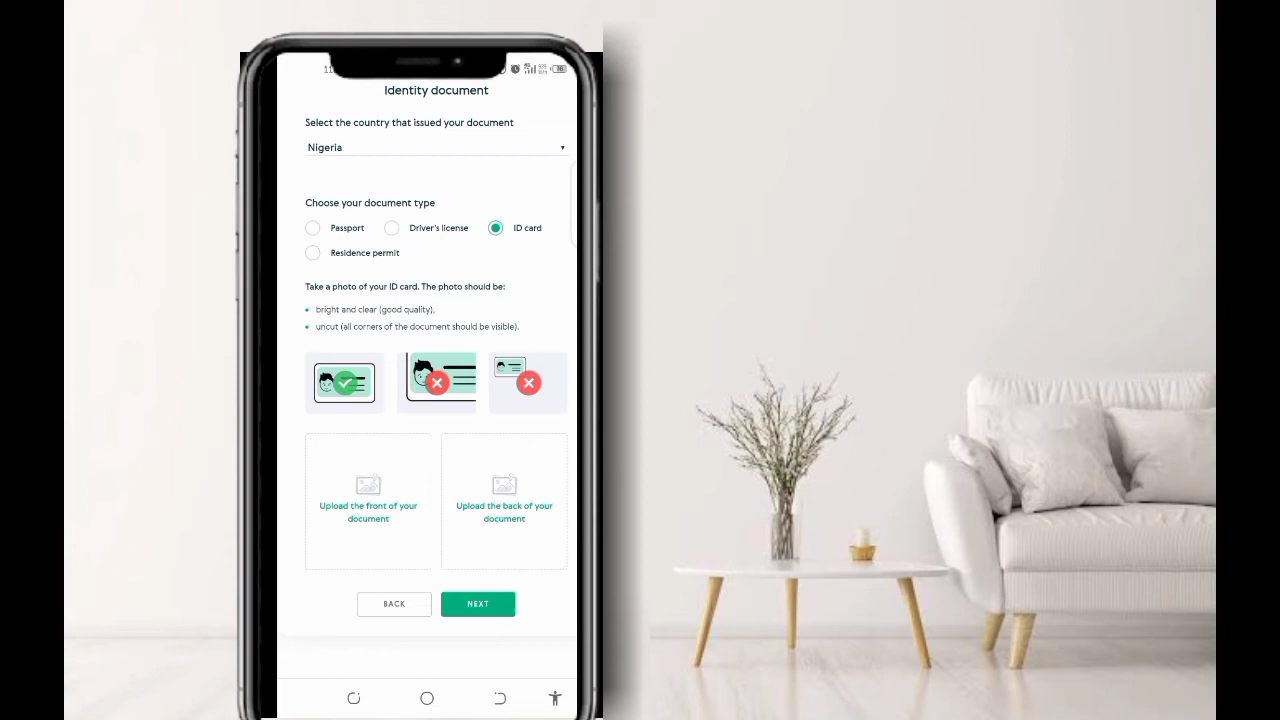 Identity document
Select the country that issued your document
Nigeria
Choose your document type
Passport
Driver's license
ID card
Residence permit
Take a photo of your ID card. The photo should be:
bright and clear (good quality),
uncut (all corners of the document should be visible).
Upload the front of your
document
Upload the back of your
document
BACK
NEXT